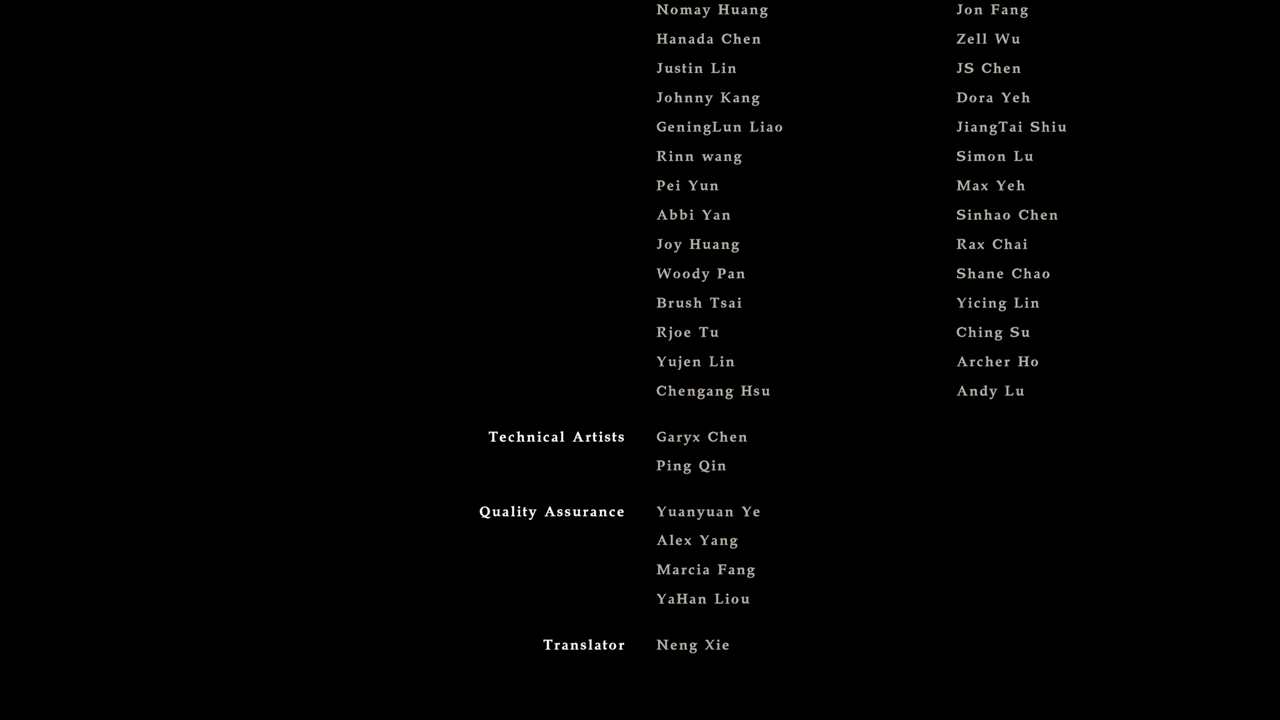 Nomay Huang Jon Fang
Hanada Chen Zell Wu
Justin Lin JS Chen
Johnny Kang Dora Yeh
GeningLun Liao JiangTai Shiu
Rinn wang Simon Lu
Pei Yun Max Yeh
Abbi Yan Sinhao Chen
Joy Huang Rax Chai
Woody Pan Shane Chao
Brush Tsai Yicing Lin
Rjoe Tu Ching Su
Yujen Lin Archer Ho
Chengang Hsu Andy Lu
Technical Artists Garyx Chen
Ping Qin
Quality Assurance Yuanyuan Ye
Alex Yang
Marcia Fang
YaHan Liou
Translator Neng Xie